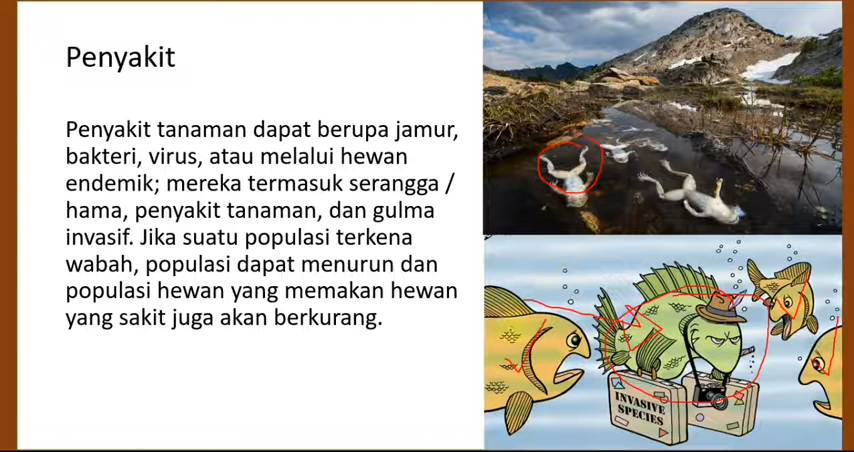 Penyakit
Penyakit tanaman dapat berupa jamur,
bakteri, virus, atau melalui hewan
endemik; mereka termasuk serangga /
hama, penyakit tanaman, dan gulma
invasif. Jika suatu populasi terkena
wabah, populasi dapat menurun dan
populasi hewan yang memakan hewan
yang sakit juga akan berkurang.
INVASIVE
SPECIES